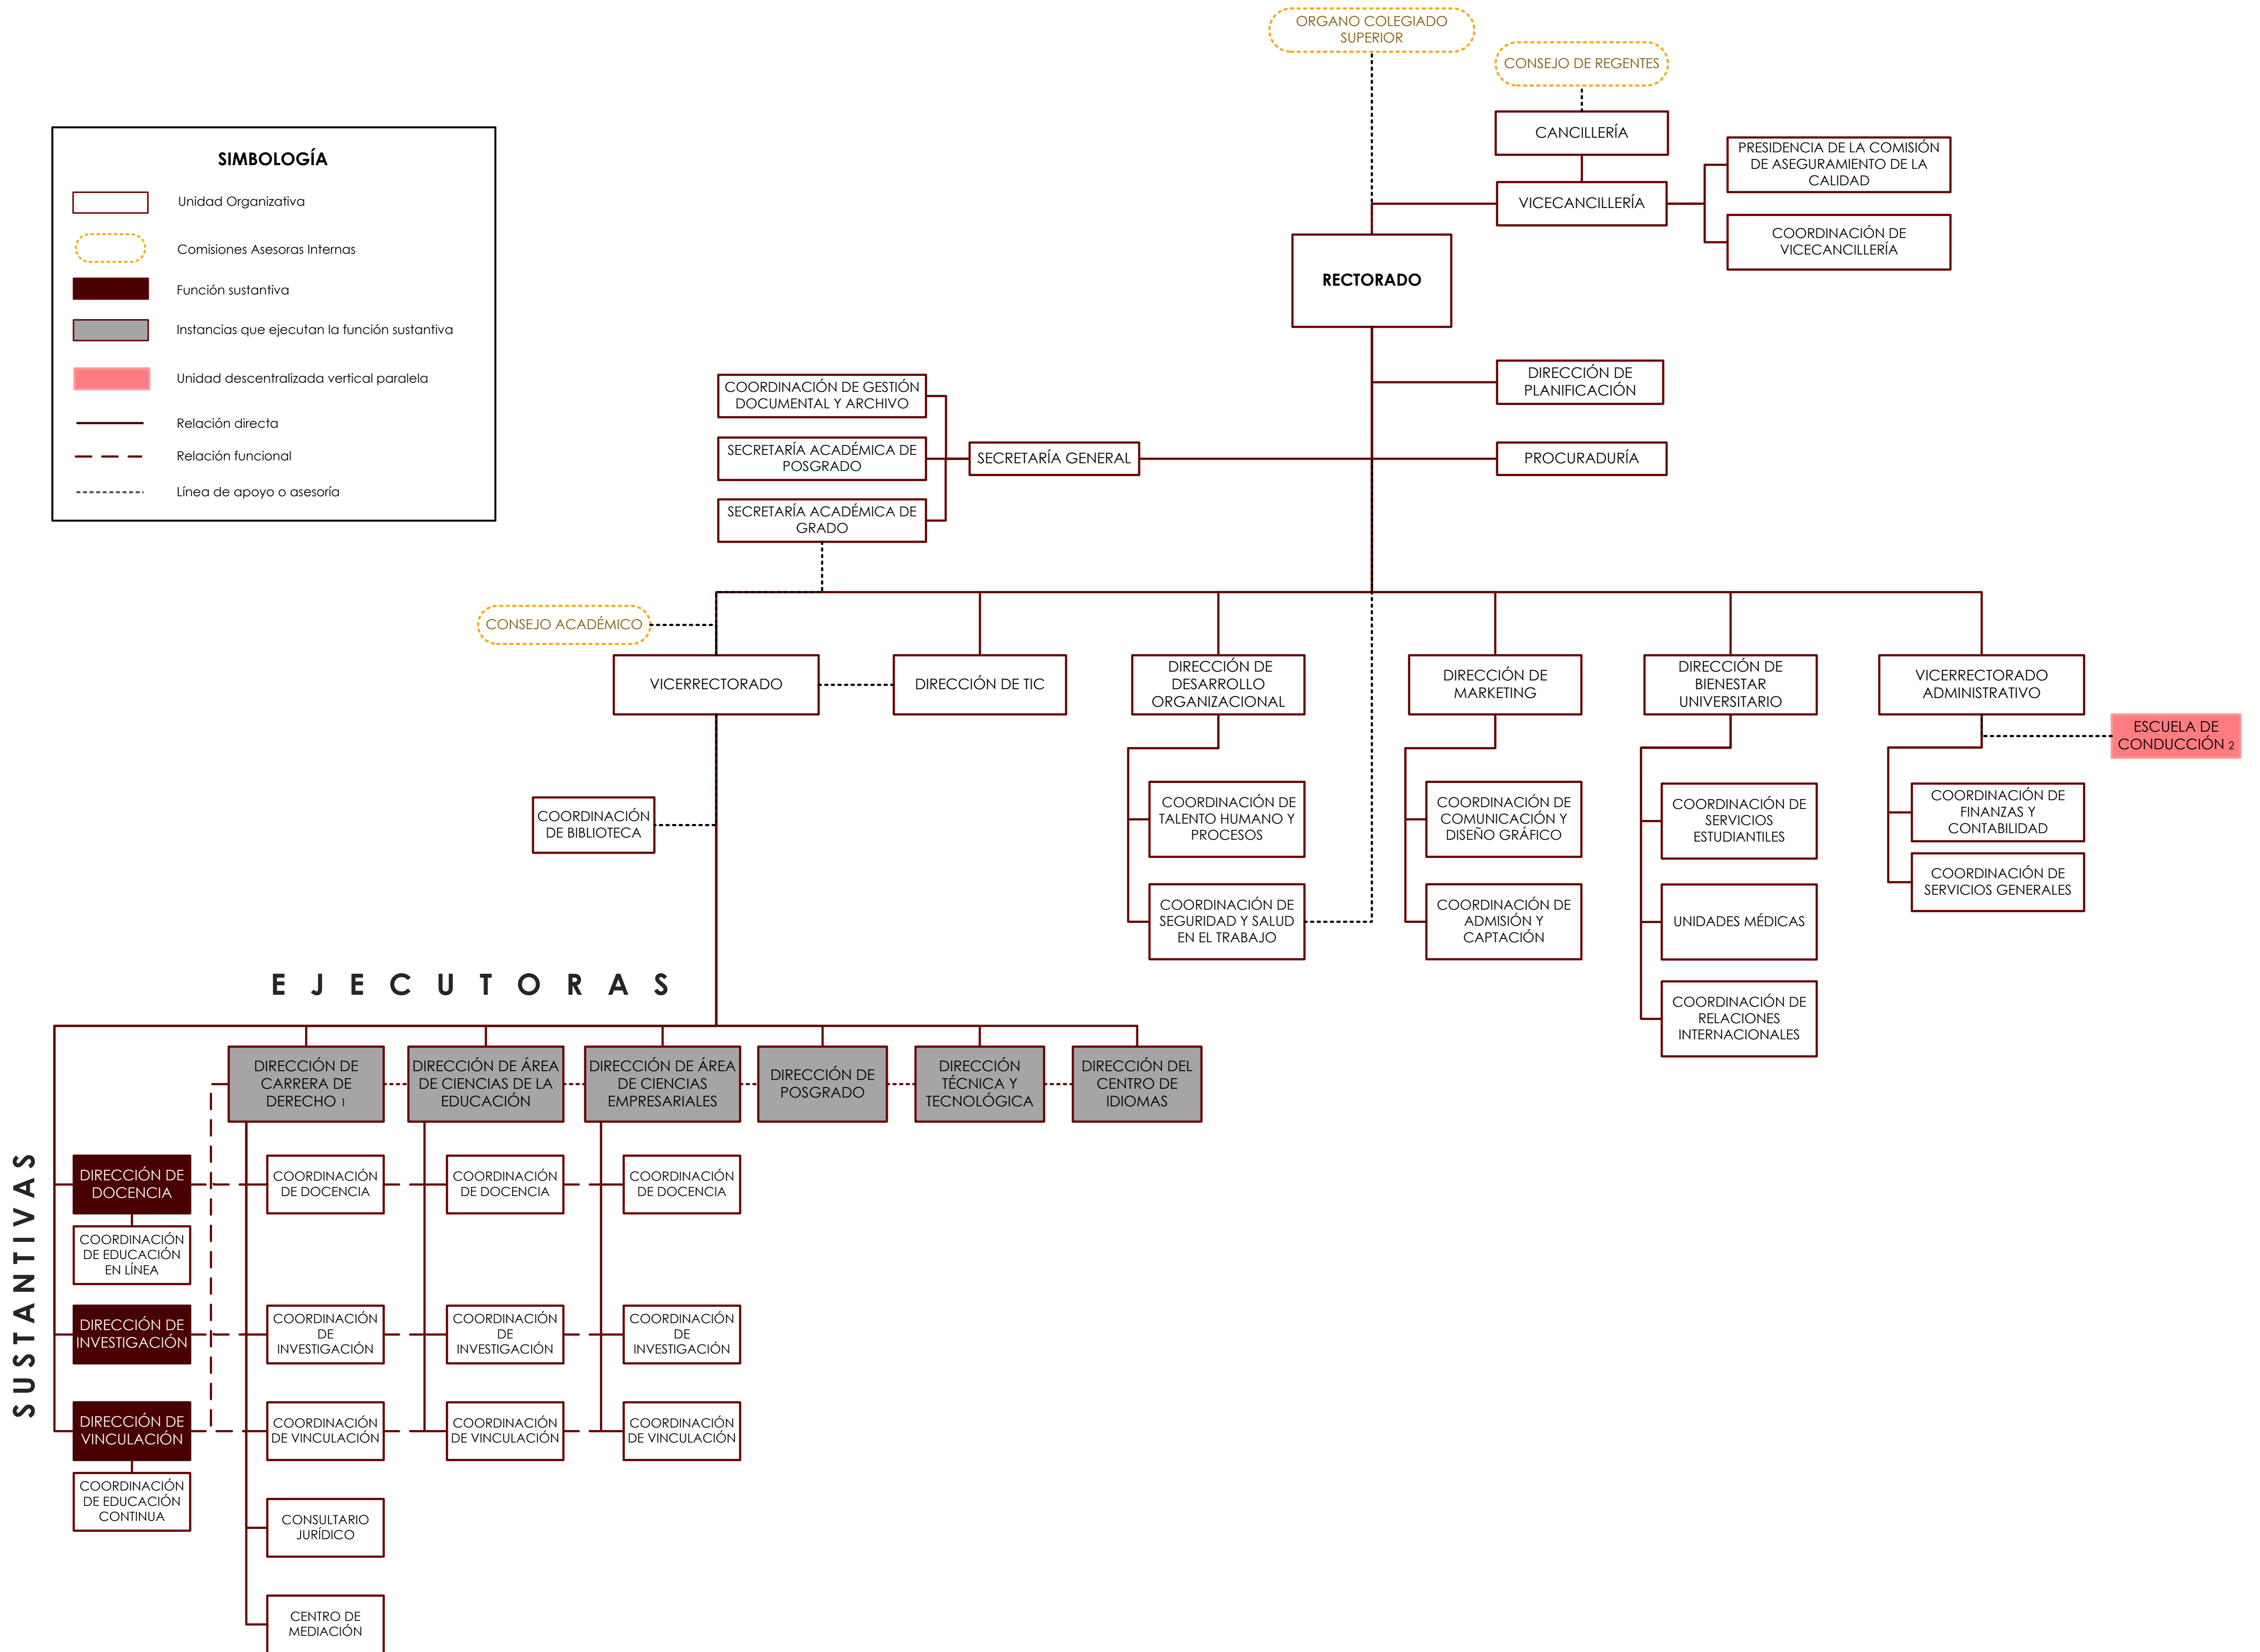 ORGANO COLEGIADO
SUPERIOR
CONSEJO DE REGENTES
CANCILLERÍA
VICECANCILLERÍA
PRESIDENCIA DE LA COMISIÓN
DE ASEGURAMIENTO DE LA
CALIDAD
COORDINACIÓN DE
VICECANCILLERÍA
RECTORADO
SIMBOLOGÍA
Unidad Organizativa
Comisiones Asesoras Internas
Función sustantiva
Instancias que ejecutan la función sustantiva
Unidad descentralizada vertical paralela
Relación directa
Relación funcional
Línea de apoyo o asesoría
DIRECCIÓN DE
PLANIFICACIÓN
COORDINACIÓN DE GESTIÓN
DOCUMENTAL Y ARCHIVO
SECRETARÍA ACADÉMICA DE
POSGRADO
SECRETARÍA ACADÉMICA DE
GRADO
SECRETARÍA GENERAL
PROCURADURÍA
CONSEJO ACADÉMICO
VICERRECTORADO
DIRECCIÓN DE TIC
DIRECCIÓN DE
DESARROLLO
ORGANIZACIONAL
DIRECCIÓN DE
MARKETING
DIRECCIÓN DE
BIENESTAR
UNIVERSITARIO
VICERRECTORADO
ADMINISTRATIVO
ESCUELA DE
CONDUCCIÓN 2
COORDINACIÓN
DE BIBLIOTECA
COORDINACIÓN DE
TALENTO HUMANO Y
PROCESOS
COORDINACIÓN DE
SEGURIDAD Y SALUD
EN EL TRABAJO
COORDINACIÓN DE
COMUNICACIÓN Y
DISEÑO GRÁFICO
COORDINACIÓN DE
ADMISIÓN Y
CAPTACIÓN
COORDINACIÓN DE
SERVICIOS
ESTUDIANTILES
UNIDADES MÉDICAS
COORDINACIÓN DE
RELACIONES
INTERNACIONALES
COORDINACIÓN DE
FINANZAS Y
CONTABILIDAD
COORDINACIÓN DE
SERVICIOS GENERALES
EJECUTORAS
DIRECCIÓN DE
CARRERA DE
DERECHO 1
DIRECCIÓN DE ÁREA
DE CIENCIAS DE LA
EDUCACIÓN
DIRECCIÓN DE ÁREA
DE CIENCIAS
EMPRESARIALES
DIRECCIÓN DE
POSGRADO
DIRECCIÓN
TÉCNICA Y
TECNOLÓGICA
DIRECCIÓN DEL
CENTRO DE
IDIOMAS
SUSTANTIVAS
DIRECCIÓN DE
DOCENCIA
COORDINACIÓN
DE DOCENCIA
COORDINACIÓN
DE DOCENCIA
COORDINACIÓN
DE DOCENCIA
COORDINACIÓN
DE EDUCACIÓN
EN LÍNEA
DIRECCIÓN DE
INVESTIGACIÓN
COORDINACIÓN
DE
INVESTIGACIÓN
COORDINACIÓN
DE
INVESTIGACIÓN
COORDINACIÓN
DE
INVESTIGACIÓN
DIRECCIÓN DE
VINCULACIÓN
COORDINACIÓN
DE VINCULACIÓN
COORDINACIÓN
DE VINCULACIÓN
COORDINACIÓN
DE VINCULACIÓN
COORDINACIÓN
DE EDUCACIÓN
CONTINUA
CONSULTARIO
JURÍDICO
CENTRO DE
MEDIACIÓN